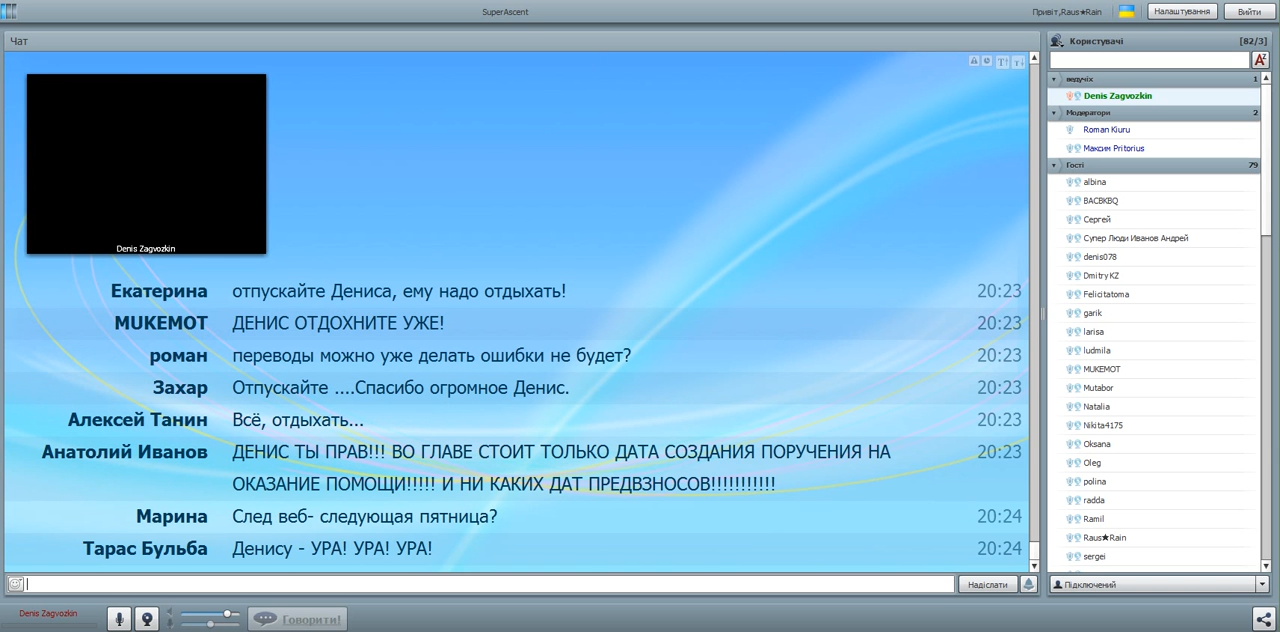 SuperAscent
Привіт,Raus★Rain
Налаштування
Вийти
Чат
Denis Zagvozkin
Екатерина отпускайте Дениса, ему надо отдыхать! 20:23
MUKEMOT ДЕНИС ОТДОХНИТЕ УЖЕ! 20:23
роман переводы можно уже делать ошибки не будет? 20:23
Захар Отпускайте ....Спасибо огромное Денис. 20:23
Алексей Танин Всё, отдыхать... 20:23
Анатолий Иванов ДЕНИС ТЫ ПРАВ!!! ВО ГЛАВЕ СТОИТ ТОЛЬКО ДАТА СОЗДАНИЯ ПОРУЧЕНИЯ НА 20:23
ОКАЗАНИЕ ПОМОЩИ!!!!! И НИ КАКИХ ДАТ ПРЕДВЗНОСОВ!!!!!!!!!!!
Марина След веб- следующая пятница? 20:24
Тарас Бульба Денису - УРА! УРА! УРА! 20:24
Надіслати
Denis Zagvozkin
Говорити!
Користувачі [82/3]
ведучіх 1
Denis Zagvozkin
Модератори 2
Roman Kiuru
Максим Pritorius
Гості 79
albina
BACBKBQ
Сергей
Супер Люди Иванов Андрей
denis078
Dmitry KZ
Felicitatoma
garik
larisa
ludmila
MUKEMOT
Mutabor
Natalia
Nikita4175
Oksana
Oleg
polina
radda
Ramil
Raus★Rain
sergei
Підключений